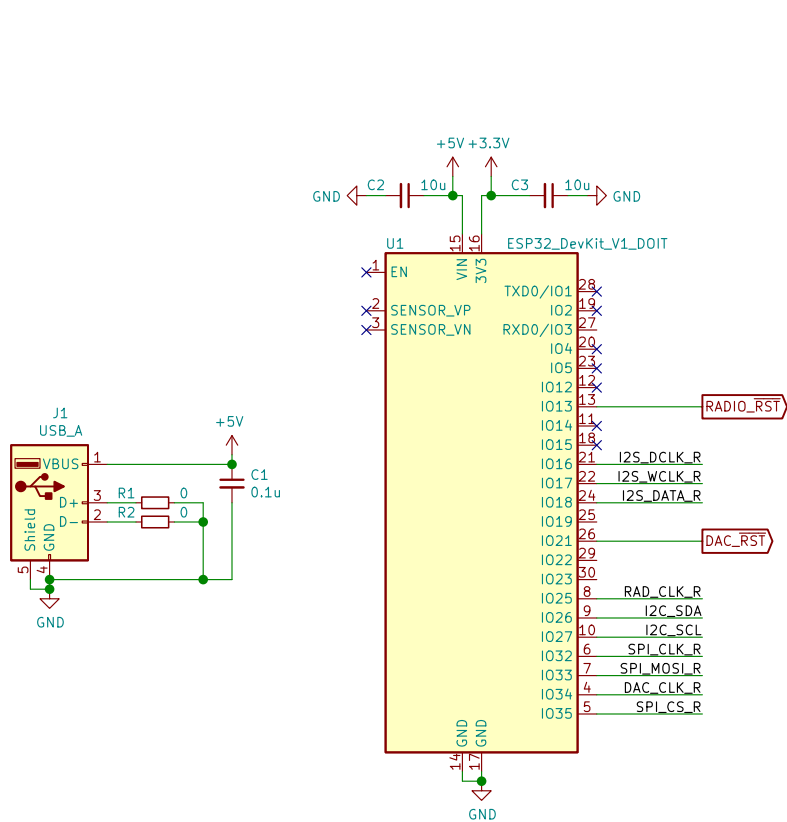 +5V +3.3V
GND C2 10u C3 10u GND
U1 ESP32_DevKit_V1_DOIT
15 16
VIN 3V3
1 EN
28 TXD0/IO1
2 SENSOR_VP
19 IO2
3 SENSOR_VN
27 RXD0/IO3
20 IO4
23 IO5
12 IO12
IO13 13 RADIO_RST
11 IO14
18 IO15
IO16 21 I2S_DCLK_R
IO17 22 I2S_WCLK_R
IO18 24 I2S_DATA_R
IO19 25
IO21 26 DAC_RST
IO22 29
IO23 30
IO25 8 RAD_CLK_R
IO26 9 I2C_SDA
IO27 10 I2C_SCL
IO32 6 SPI_CLK_R
IO33 7 SPI_MOSI_R
IO34 4 DAC_CLK_R
IO35 5 SPI_CS_R
GND GND
14 17
GND
J1
USB_A
+5V
VBUS 1
C1
0.1u
D+ 3 R1 0
D- 2 R2 0
Shield GND
5 4
GND